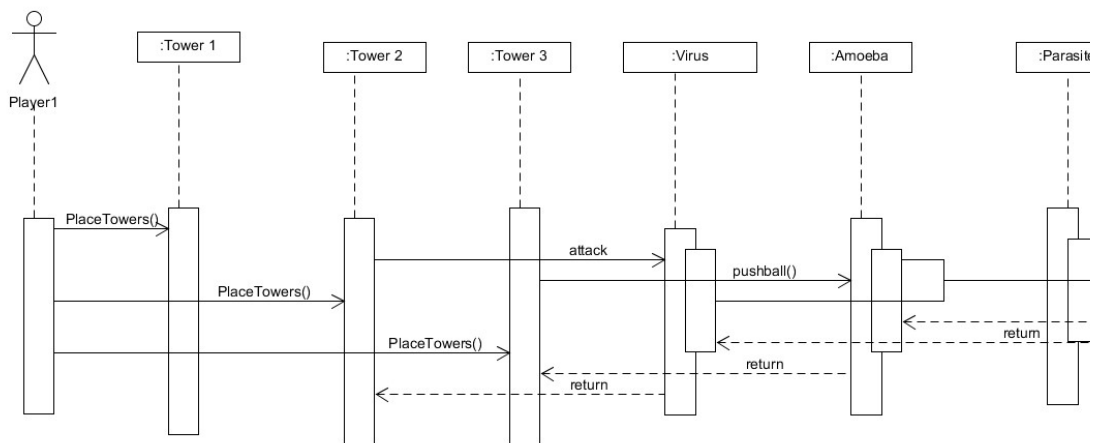 :Tower 1
:Tower 2
:Tower 3
:Virus
:Amoeba
:Parasite
Player1
PlaceTowers()
attack
pushball()
PlaceTowers()
return
PlaceTowers()
return
return